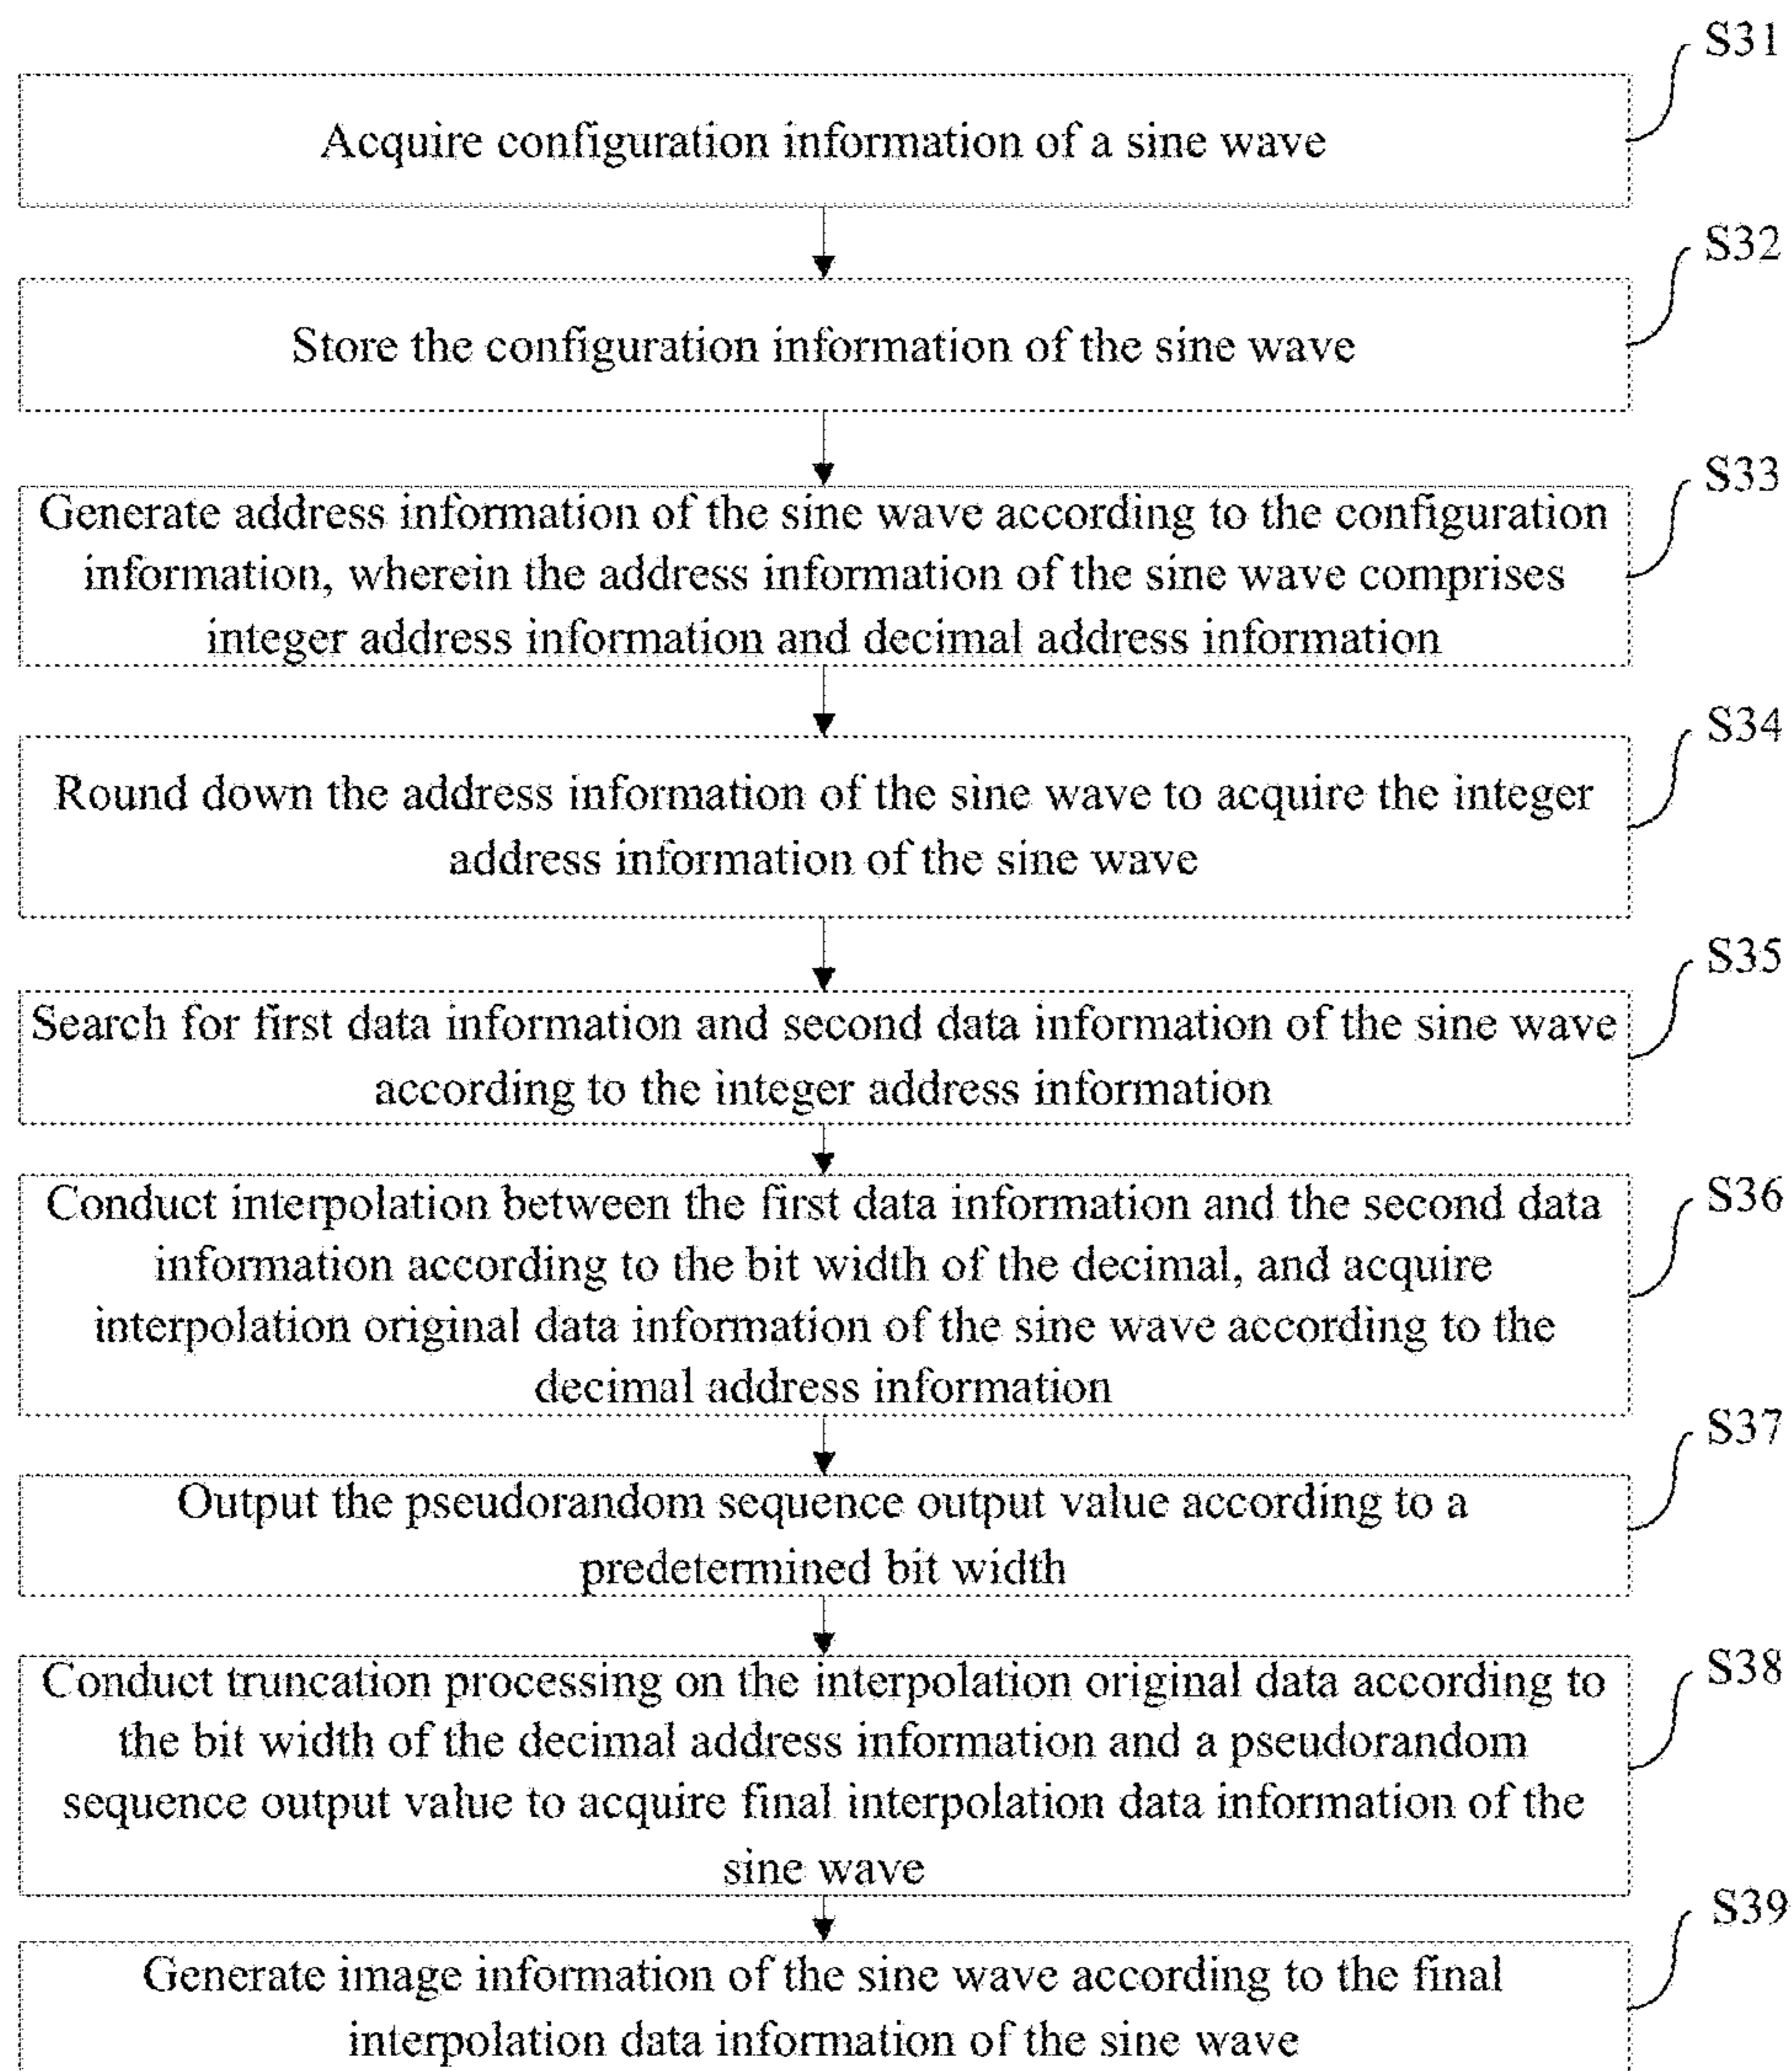 S31
Acquire configuration information of a sine wave
S32
Store the configuration information of the sine wave
S33
Generate address information of the sine wave according to the configuration
information, wherein the address information of the sine wave comprises
integer address information and decimal address information
S34
Round down the address information of the sine wave to acquire the integer
address information of the sine wave
S35
Search for first data information and second data information of the sine wave
according to the integer address information
S36
Conduct interpolation between the first data information and the second data
information according to the bit width of the decimal, and acquire
interpolation original data information of the sine wave according to the
decimal address information
S37
Output the pseudorandom sequence output value according to a
predetermined bit width
S38
Conduct truncation processing on the interpolation original data according to
the bit width of the decimal address information and a pseudorandom
sequence output value to acquire final interpolation data information of the
sine wave
S39
Generate image information of the sine wave according to the final
interpolation data information of the sine wave